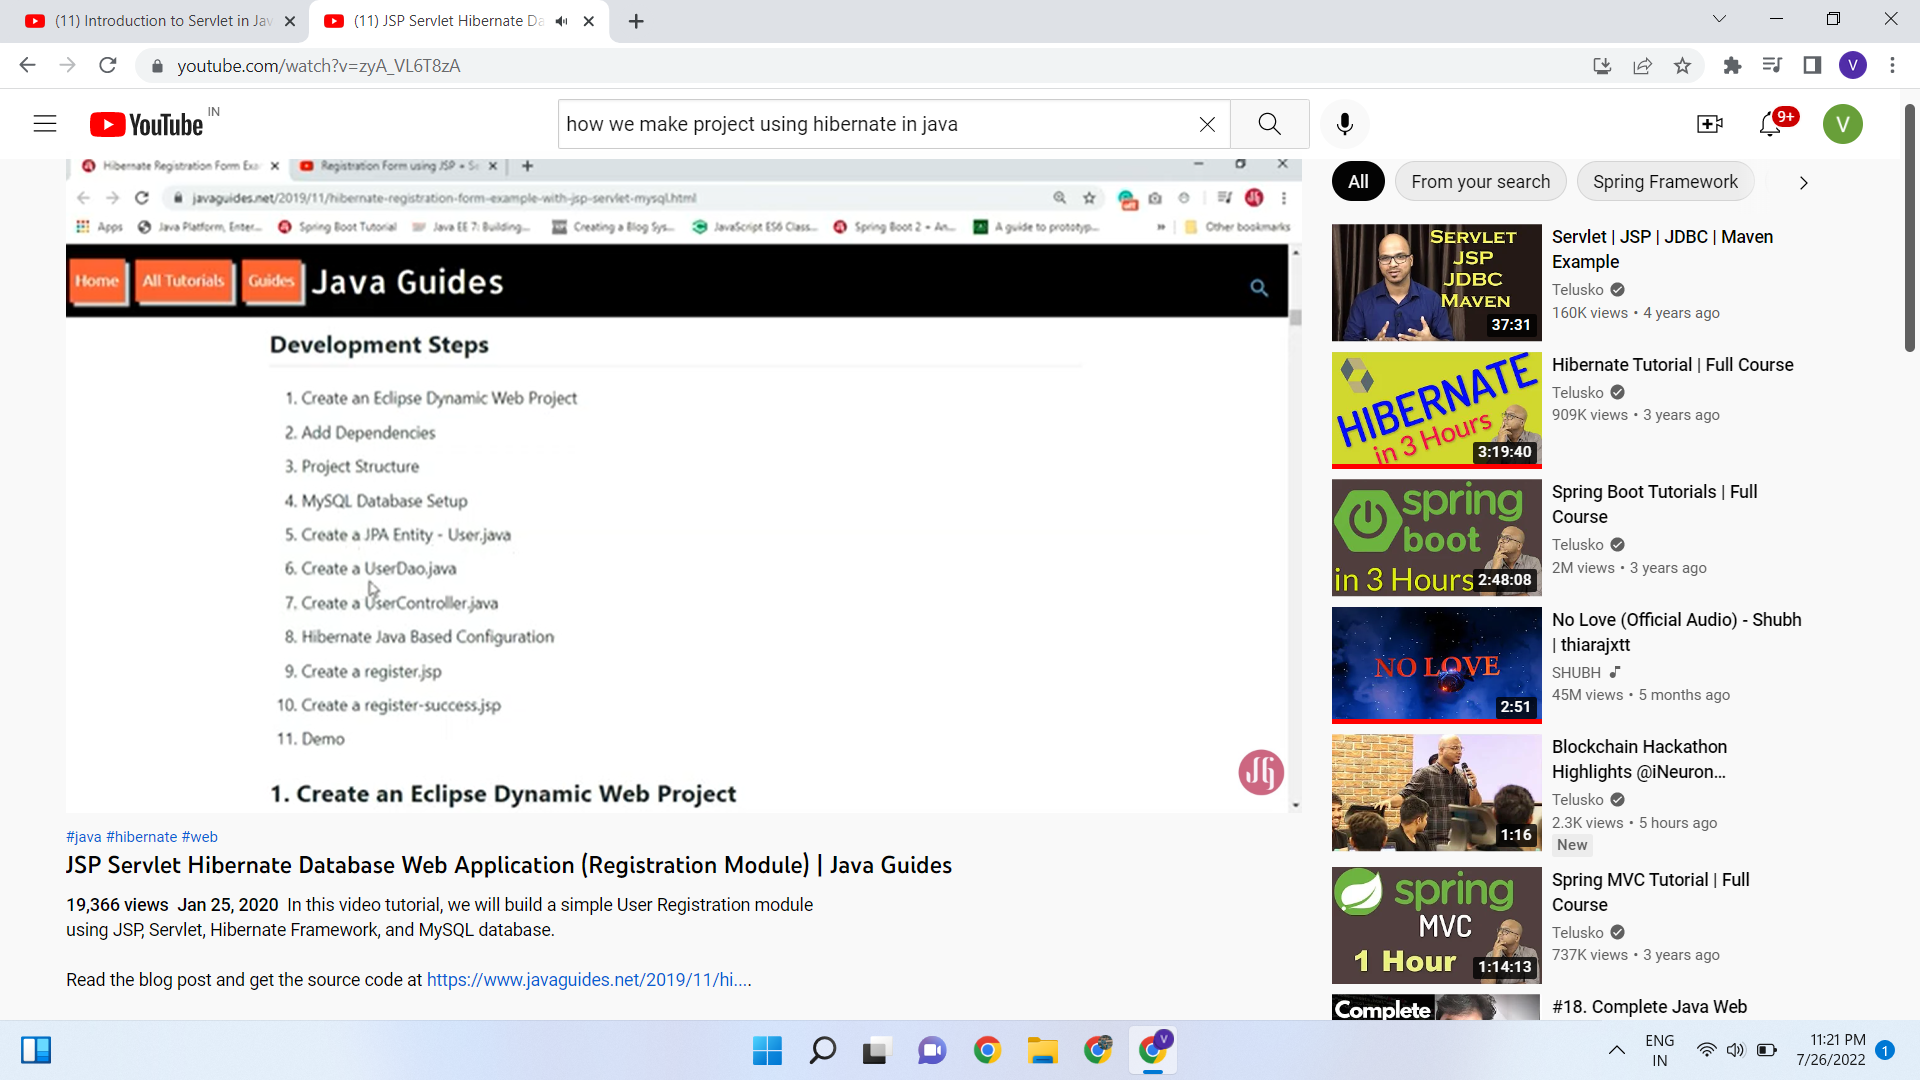 (11) Introduction to Servlet in Jav
(11) JSP Servlet Hibernate Da
youtube.com/watch?v=zyA_VL6T8zA
V
YouTube IN
how we make project using hibernate in java
9+
V
Hibernate Registration Form Exa
Registration Form using JSP + Se
javaguides.net/2019/11/hibernate-registration-form-example-with-jsp-servlet-mysql.html
Apps
Java Platform, Enter...
Spring Boot Tutorial
Java EE 7: Building...
Creating a Blog Sys...
JavaScript ES6 Class...
Spring Boot 2 + An...
A guide to prototyp...
»
Other bookmarks
Home
All Tutorials
Guides
Java Guides
Development Steps
1. Create an Eclipse Dynamic Web Project
2. Add Dependencies
3. Project Structure
4. MySQL Database Setup
5. Create a JPA Entity - User.java
6. Create a UserDao.java
7. Create a UserController.java
8. Hibernate Java Based Configuration
9. Create a register.jsp
10. Create a register-success.jsp
11. Demo
JG
1. Create an Eclipse Dynamic Web Project
#java #hibernate #web
JSP Servlet Hibernate Database Web Application (Registration Module) | Java Guides
19,366 views Jan 25, 2020 In this video tutorial, we will build a simple User Registration module
using JSP, Servlet, Hibernate Framework, and MySQL database.
Read the blog post and get the source code at https://www.javaguides.net/2019/11/hi....
All
From your search
Spring Framework
SERVLET
JSP
JDBC
MAVEN
37:31
Servlet | JSP | JDBC | Maven
Example
Telusko
160K views • 4 years ago
HIBERNATE
in 3 Hours
3:19:40
Hibernate Tutorial | Full Course
Telusko
909K views • 3 years ago
spring
boot
in 3 Hours
2:48:08
Spring Boot Tutorials | Full
Course
Telusko
2M views • 3 years ago
NO LOVE
2:51
No Love (Official Audio) - Shubh
| thiarajxtt
SHUBH
45M views • 5 months ago
1:16
Blockchain Hackathon
Highlights @iNeuron...
Telusko
2.3K views • 5 hours ago
New
spring
MVC
1 Hour
1:14:13
Spring MVC Tutorial | Full
Course
Telusko
737K views • 3 years ago
Complete
#18. Complete Java Web
V
ENG
IN
11:21 PM
7/26/2022
1